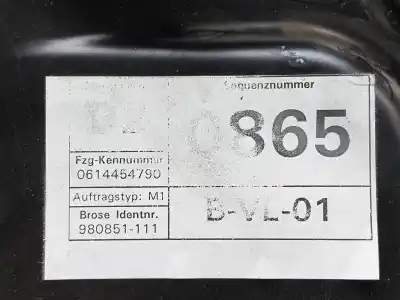 Sequenznummer
0865
Fzg-Kennummer
0614454790
Auftragstyp: M1
B-VL-01
Brose Identnr.
980851-111